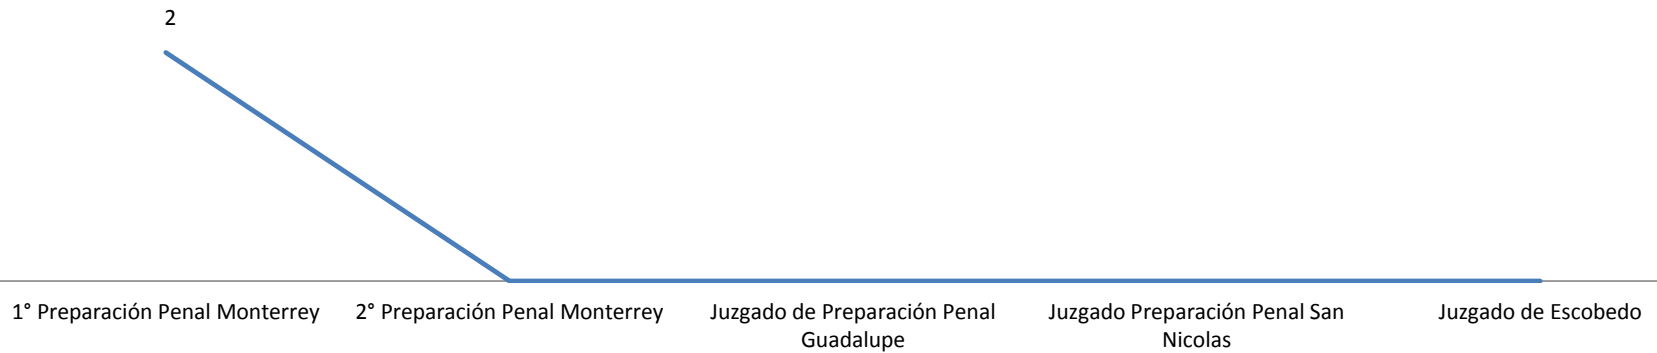 2
1° Preparación Penal Monterrey
2° Preparación Penal Monterrey
Juzgado de Preparación Penal
Guadalupe
Juzgado Preparación Penal San
Nicolas
Juzgado de Escobedo